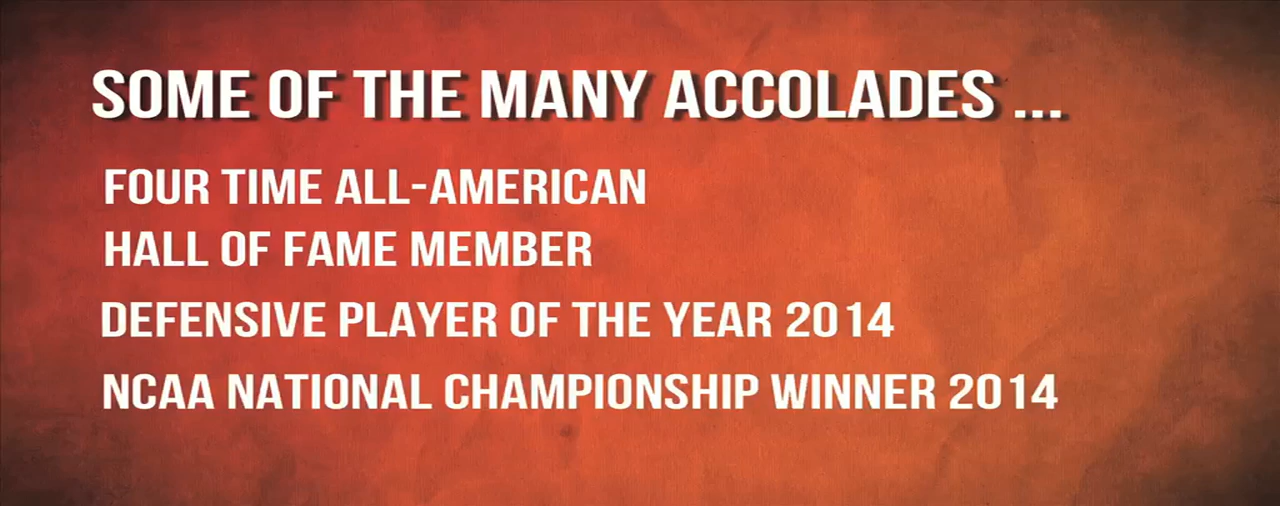 SOME OF THE MANY ACCOLADES ...
FOUR TIME ALL-AMERICAN
HALL OF FAME MEMBER
DEFENSIVE PLAYER OF THE YEAR 2014
NCAA NATIONAL CHAMPIONSHIP WINNER 2014